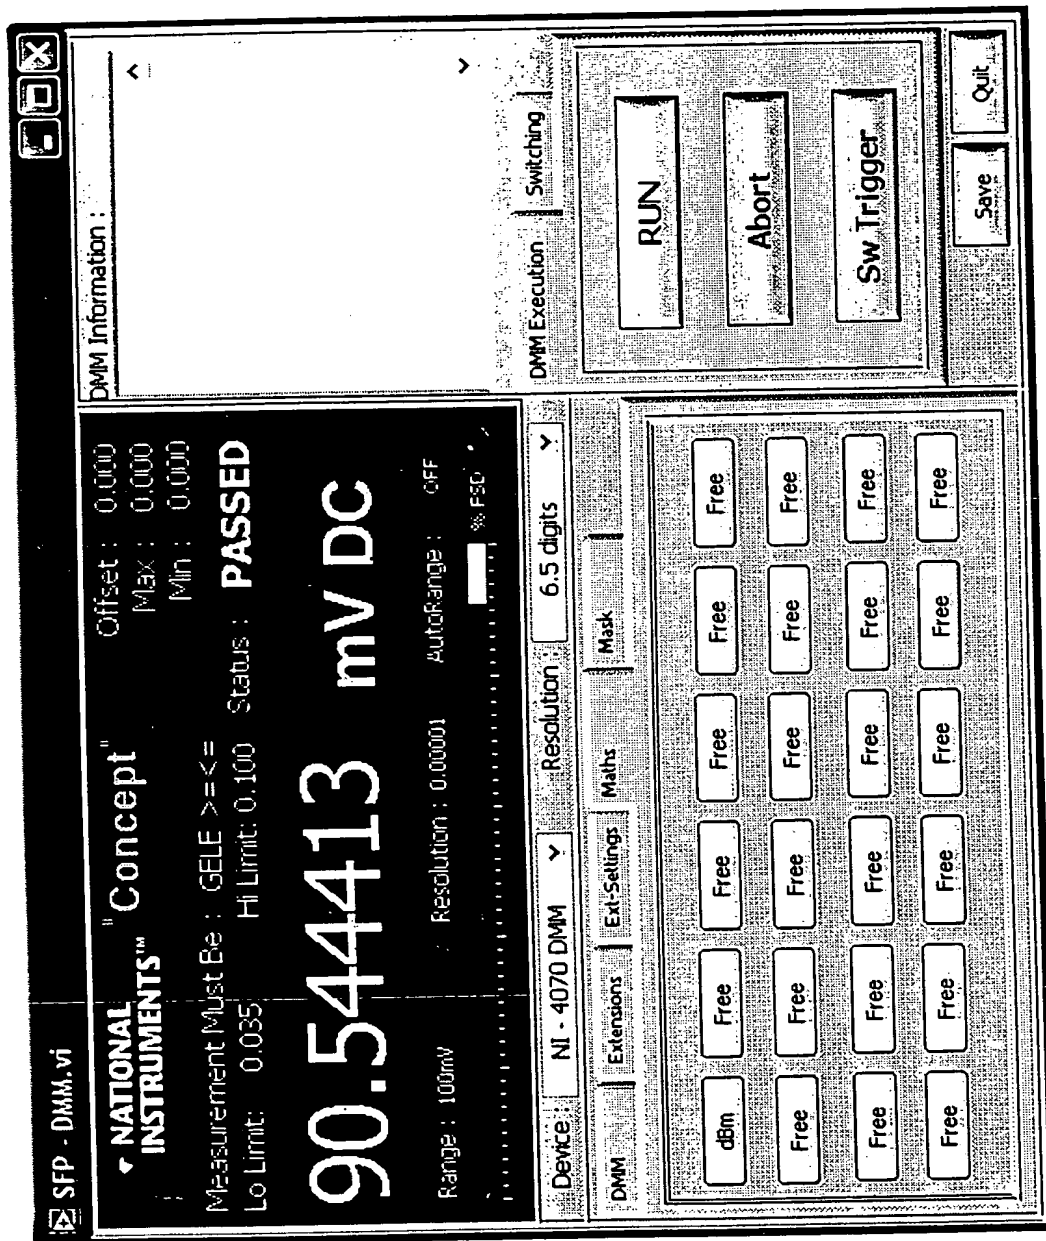 SFP - DMM.vi
NATIONAL INSTRUMENTS™ "Concept"
Offset : 0.000
Max : 0.000
Min : 0.000
Measurement Must Be : GELE >=<=
Lo Limit: 0.035 Hi Limit: 0.100 Status : PASSED
90.544413 mV DC
Range : 100mV Resolution : 0.00001 AutoRange : OFF
% FSD
Device : NI - 4070 DMM Resolution : 6.5 digits
DMM Extensions Ext-Settings Maths Mask
dBm Free Free Free Free Free
Free Free Free Free Free Free
Free Free Free Free Free Free
Free Free Free Free Free Free
DMM Information :
DMM Execution Switching
RUN
Abort
Sw Trigger
Save Quit